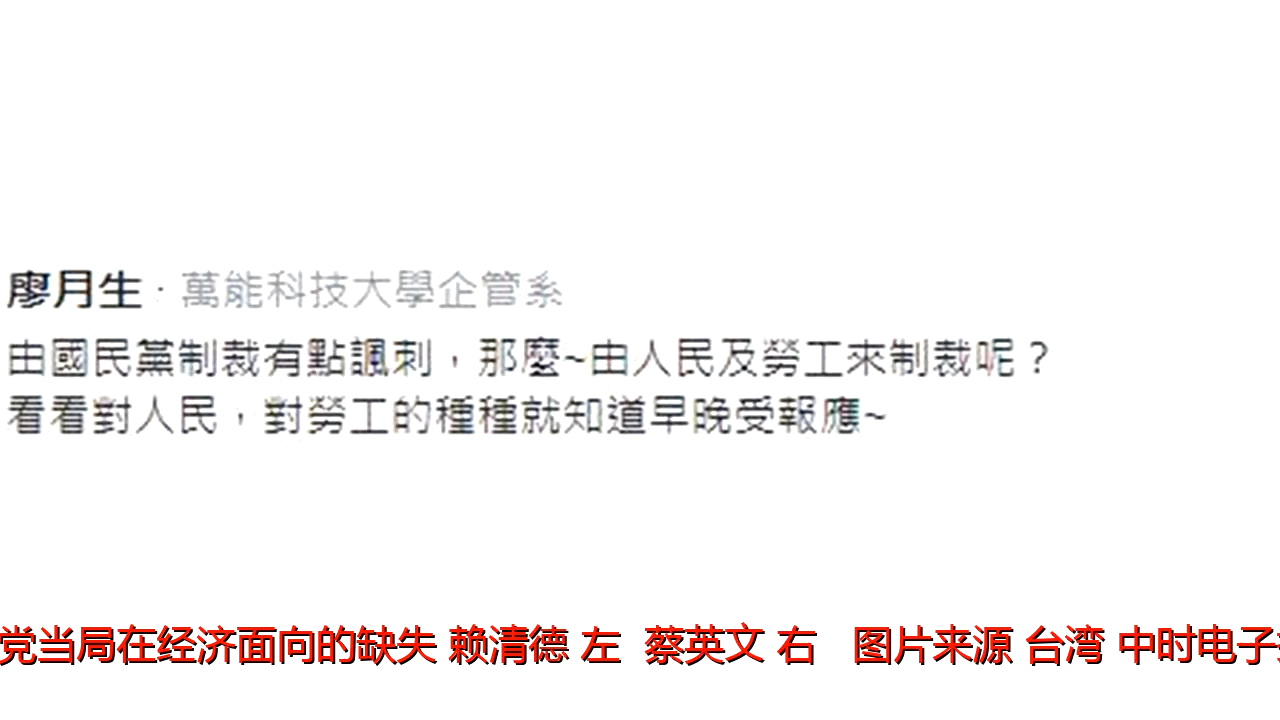 廖月生 · 萬能科技大學企管系
由國民黨制裁有點諷刺，那麼~由人民及勞工來制裁呢？
看看對人民，對勞工的種種就知道早晚受報應~
党当局在经济面向的缺失 赖清德 左 蔡英文 右 图片来源 台湾 中时电子